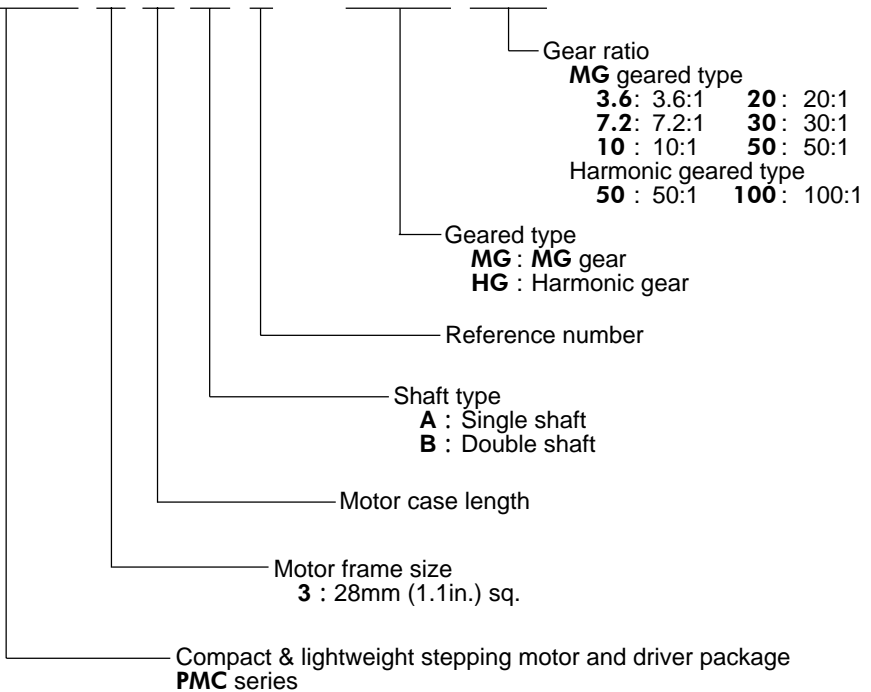 Gear ratio
MG geared type
3.6: 3.6:1 20: 20:1
7.2: 7.2:1 30: 30:1
10: 10:1 50: 50:1
Harmonic geared type
50: 50:1 100: 100:1
Geared type
MG: MG gear
HG: Harmonic gear
Reference number
Shaft type
A: Single shaft
B: Double shaft
Motor case length
Motor frame size
3: 28mm (1.1in.) sq.
Compact & lightweight stepping motor and driver package
PMC series